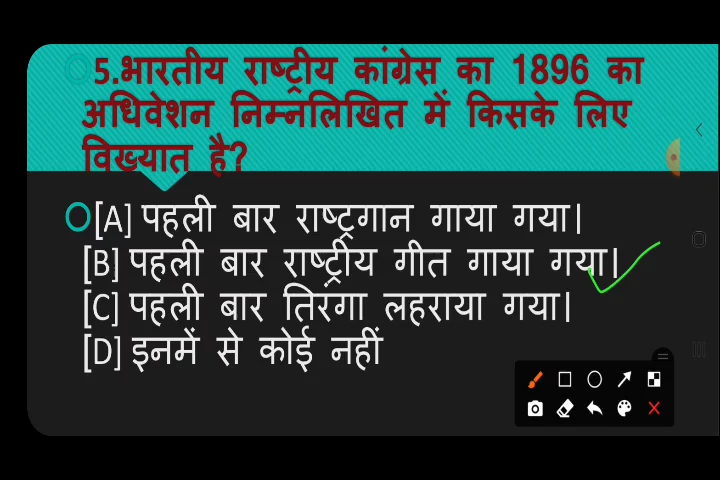 5.भारतीय राष्ट्रीय कांग्रेस का 1896 का
अधिवेशन निम्नलिखित में किसके लिए
विख्यात है?
[A] पहली बार राष्ट्रगान गाया गया।
[B] पहली बार राष्ट्रीय गीत गाया गया।
[C] पहली बार तिरंगा लहराया गया।
[D] इनमें से कोई नहीं